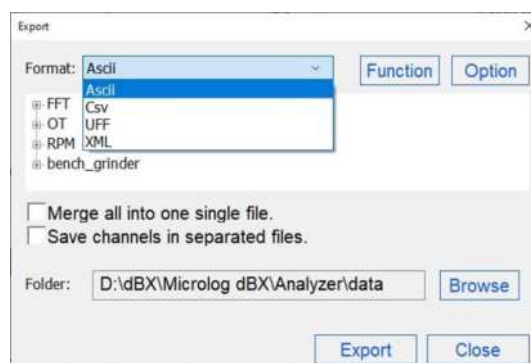 Export
Format: Ascii Function Option
Ascii
Csv
UFF
XML
FFT
OT
RPM
bench_grinder
Merge all into one single file.
Save channels in separated files.
Folder: D:\dBX\Microlog dBX\Analyzer\data Browse
Export Close